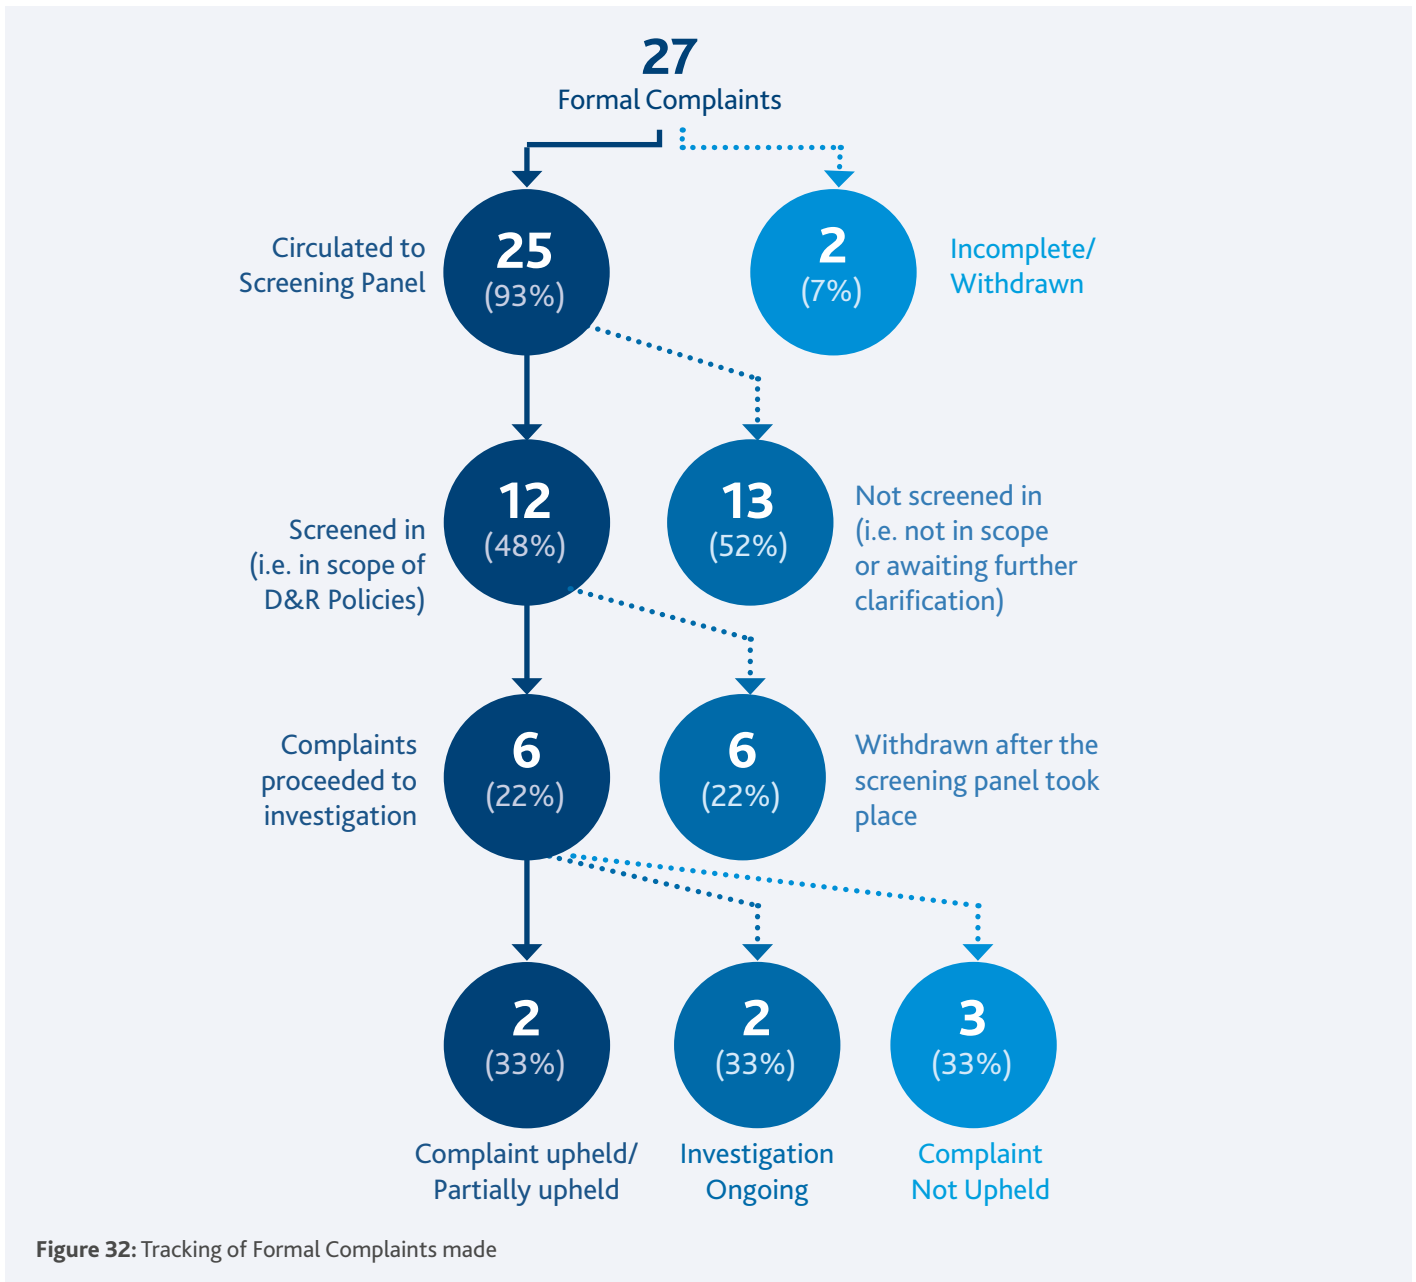 27
Formal Complaints
Circulated to
Screening Panel
25
(93%)
2
(7%)
Incomplete/
Withdrawn
Screened in
(i.e. in scope of
D&R Policies)
12
(48%)
13
(52%)
Not screened in
(i.e. not in scope
or awaiting further
clarification)
Complaints
proceeded to
investigation
6
(22%)
6
(22%)
Withdrawn after the
screening panel took
place
2
(33%)
Complaint upheld/
Partially upheld
2
(33%)
Investigation
Ongoing
3
(33%)
Complaint
Not Upheld
Figure 32: Tracking of Formal Complaints made